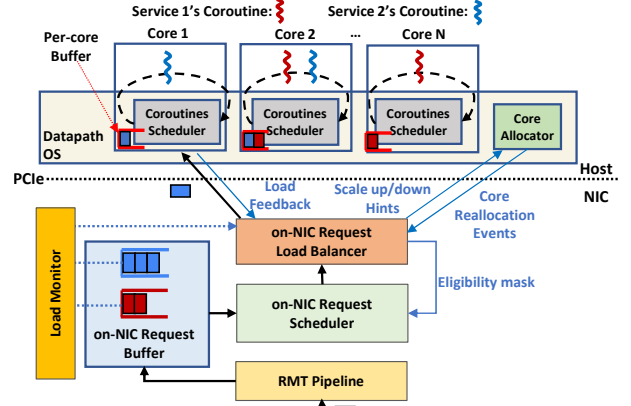 Service 1's Coroutine:
Service 2's Coroutine:
Per-core
Buffer
Core 1
Core 2
...
Core N
Coroutines
Scheduler
Coroutines
Scheduler
Coroutines
Scheduler
Core
Allocator
Datapath
OS
Host
PCIe
NIC
Load
Feedback
Scale up/down
Hints
Core
Reallocation
Events
on-NIC Request
Load Balancer
Eligibility mask
Load Monitor
on-NIC Request
Scheduler
on-NIC Request
Buffer
RMT Pipeline